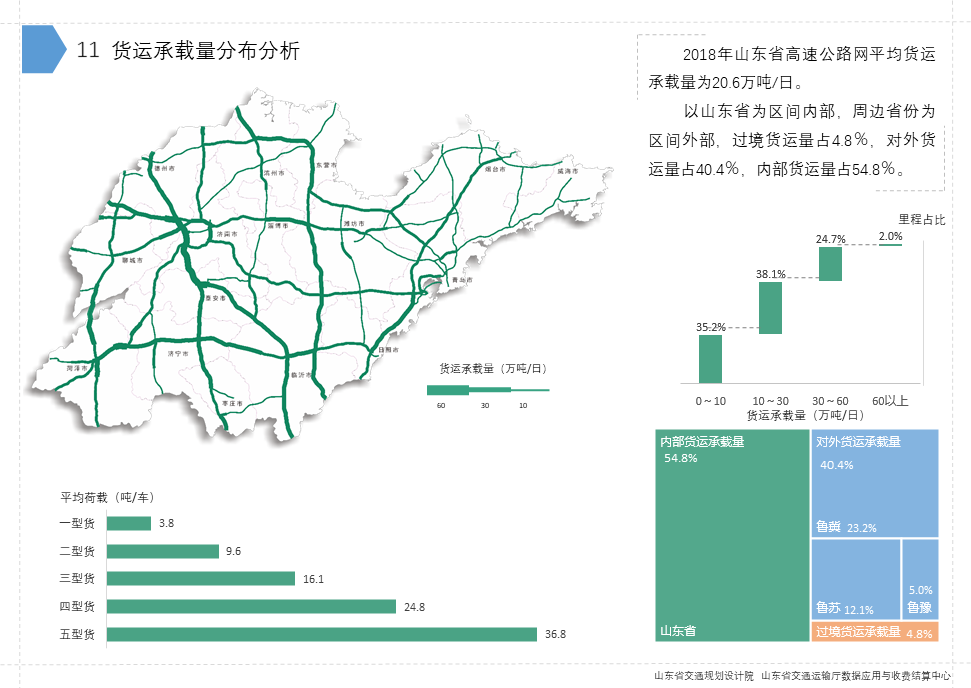 11 货运承载量分布分析
2018年山东省高速公路网平均货运
承载量为20.6万吨/日。
以山东省为区间内部，周边省份为
区间外部，过境货运量占4.8%，对外货
运量占40.4%，内部货运量占54.8%。
东营市
德州市
滨州市
烟台市
威海市
济南市
淄博市
潍坊市
聊城市
青岛市
泰安市
日照市
济宁市
菏泽市
临沂市
枣庄市
货运承载量（万吨/日）
60 30 10
里程占比
35.2%
38.1%
24.7%
2.0%
0～10 10～30 30～60 60以上
货运承载量（万吨/日）
内部货运承载量
54.8%
山东省
对外货运承载量
40.4%
鲁冀 23.2%
鲁苏 12.1%
5.0%
鲁豫
过境货运承载量 4.8%
平均荷载（吨/车）
一型货 3.8
二型货 9.6
三型货 16.1
四型货 24.8
五型货 36.8
山东省交通规划设计院 山东省交通运输厅数据应用与收费结算中心